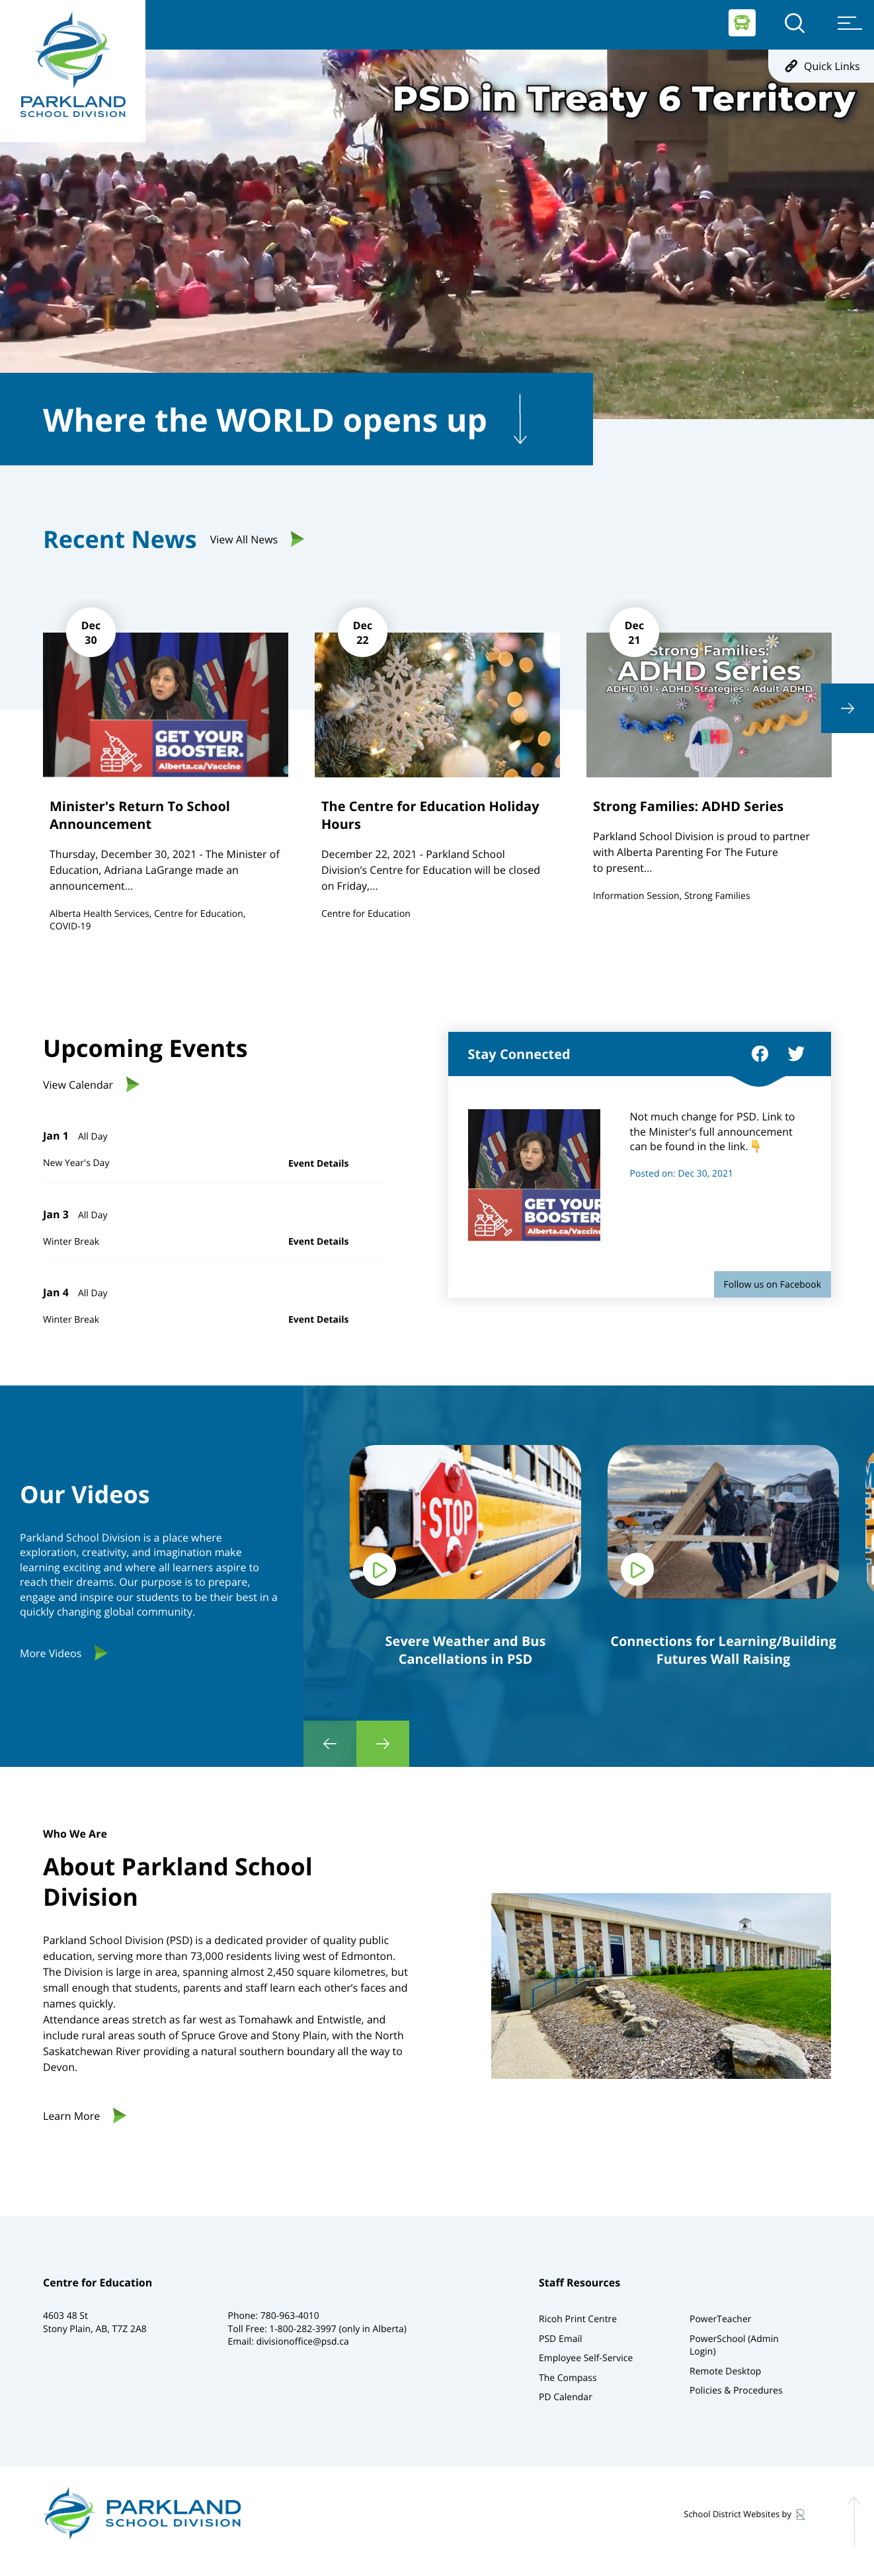 PARKLAND
SCHOOL DIVISION
Quick Links
PSD in Treaty 6 Territory
Where the WORLD opens up
Recent News
View All News
Dec
30
GET YOUR
BOOSTER.
Alberta.ca/Vaccine
Minister's Return To School
Announcement
Thursday, December 30, 2021 - The Minister of
Education, Adriana LaGrange made an
announcement...
Alberta Health Services, Centre for Education,
COVID-19
Dec
22
The Centre for Education Holiday
Hours
December 22, 2021 - Parkland School
Division's Centre for Education will be closed
on Friday,...
Centre for Education
Dec
21
Strong Families:
ADHD Series
ADHD 101 • ADHD Strategies • Adult ADHD
ADHD
Strong Families: ADHD Series
Parkland School Division is proud to partner
with Alberta Parenting For The Future
to present...
Information Session, Strong Families
Upcoming Events
View Calendar
Jan 1 All Day
New Year's Day
Event Details
Jan 3 All Day
Winter Break
Event Details
Jan 4 All Day
Winter Break
Event Details
Stay Connected
GET YOUR
BOOSTER
Alberta.ca/Vaccine
Not much change for PSD. Link to
the Minister's full announcement
can be found in the link. 👇
Posted on: Dec 30, 2021
Follow us on Facebook
Our Videos
Parkland School Division is a place where
exploration, creativity, and imagination make
learning exciting and where all learners aspire to
reach their dreams. Our purpose is to prepare,
engage and inspire our students to be their best in a
quickly changing global community.
More Videos
STOP
Severe Weather and Bus
Cancellations in PSD
Connections for Learning/Building
Futures Wall Raising
Who We Are
About Parkland School
Division
Parkland School Division (PSD) is a dedicated provider of quality public
education, serving more than 73,000 residents living west of Edmonton.
The Division is large in area, spanning almost 2,450 square kilometres, but
small enough that students, parents and staff learn each other's faces and
names quickly.
Attendance areas stretch as far west as Tomahawk and Entwistle, and
include rural areas south of Spruce Grove and Stony Plain, with the North
Saskatchewan River providing a natural southern boundary all the way to
Devon.
Learn More
Centre for Education
4603 48 St
Stony Plain, AB, T7Z 2A8
Phone: 780-963-4010
Toll Free: 1-800-282-3997 (only in Alberta)
Email: divisionoffice@psd.ca
Staff Resources
Ricoh Print Centre
PSD Email
Employee Self-Service
The Compass
PD Calendar
PowerTeacher
PowerSchool (Admin
Login)
Remote Desktop
Policies & Procedures
PARKLAND
SCHOOL DIVISION
School District Websites by